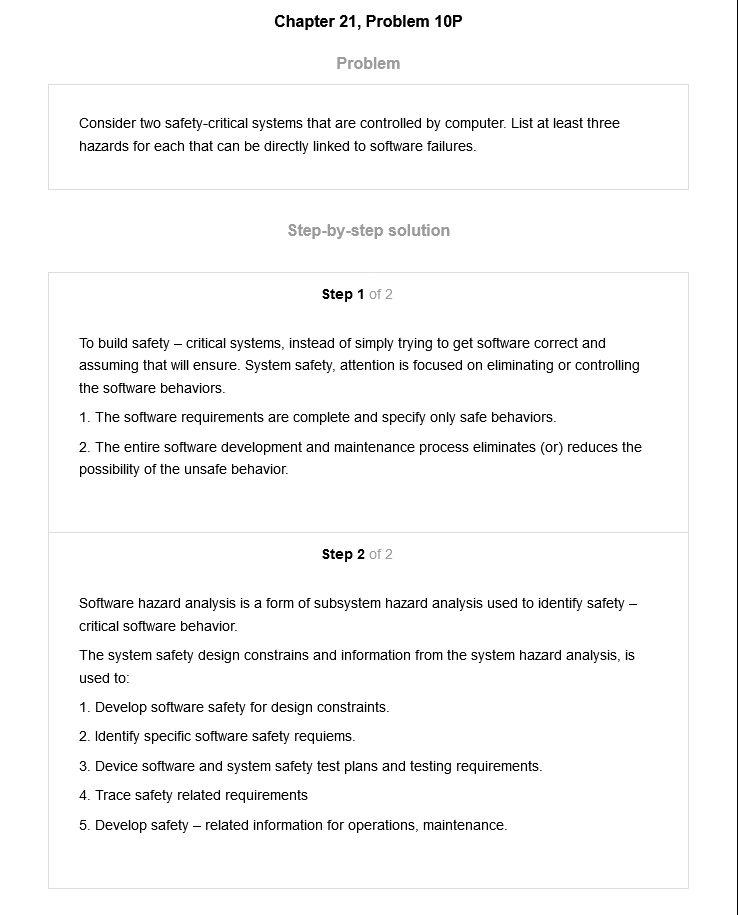 Chapter 21, Problem 10P
Problem
Consider two safety-critical systems that are controlled by computer. List at least three
hazards for each that can be directly linked to software failures.
Step-by-step solution
Step 1 of 2
To build safety – critical systems, instead of simply trying to get software correct and
assuming that will ensure. System safety, attention is focused on eliminating or controlling
the software behaviors.
1. The software requirements are complete and specify only safe behaviors.
2. The entire software development and maintenance process eliminates (or) reduces the
possibility of the unsafe behavior.
Step 2 of 2
Software hazard analysis is a form of subsystem hazard analysis used to identify safety –
critical software behavior.
The system safety design constrains and information from the system hazard analysis, is
used to:
1. Develop software safety for design constraints.
2. Identify specific software safety requiems.
3. Device software and system safety test plans and testing requirements.
4. Trace safety related requirements
5. Develop safety – related information for operations, maintenance.